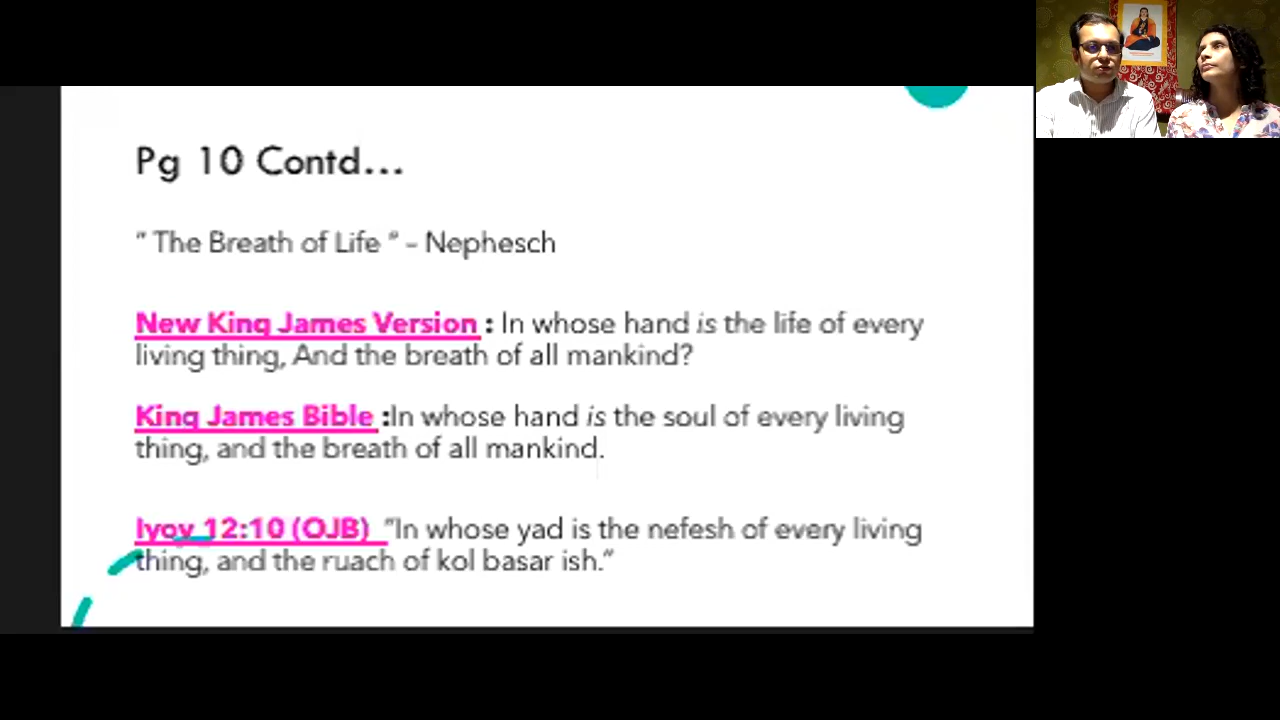 Pg 10 Contd...
" The Breath of Life " - Nephesch
New King James Version : In whose hand is the life of every
living thing, And the breath of all mankind?
King James Bible :In whose hand is the soul of every living
thing, and the breath of all mankind.
Iyov 12:10 (OJB) "In whose yad is the nefesh of every living
thing, and the ruach of kol basar ish."